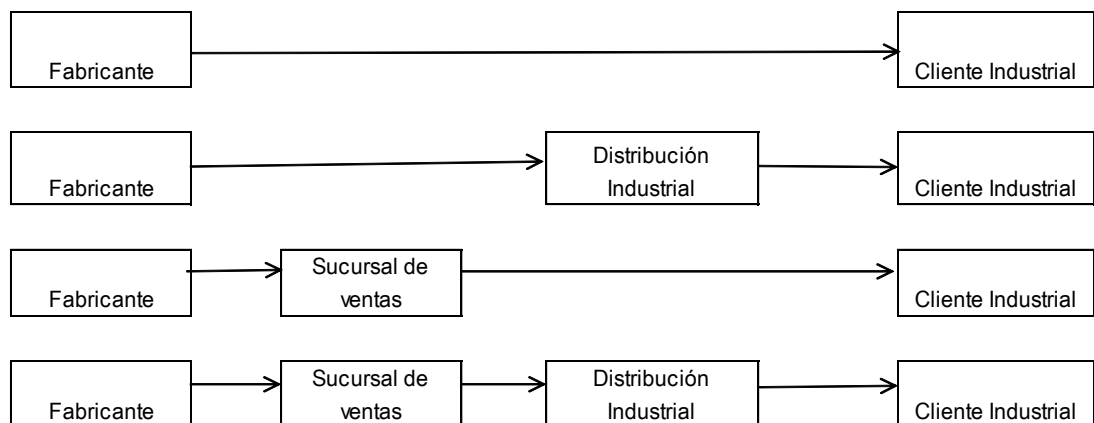 Fabricante
Cliente Industrial
Fabricante
Distribución
Industrial
Cliente Industrial
Fabricante
Sucursal de
ventas
Cliente Industrial
Fabricante
Sucursal de
ventas
Distribución
Industrial
Cliente Industrial